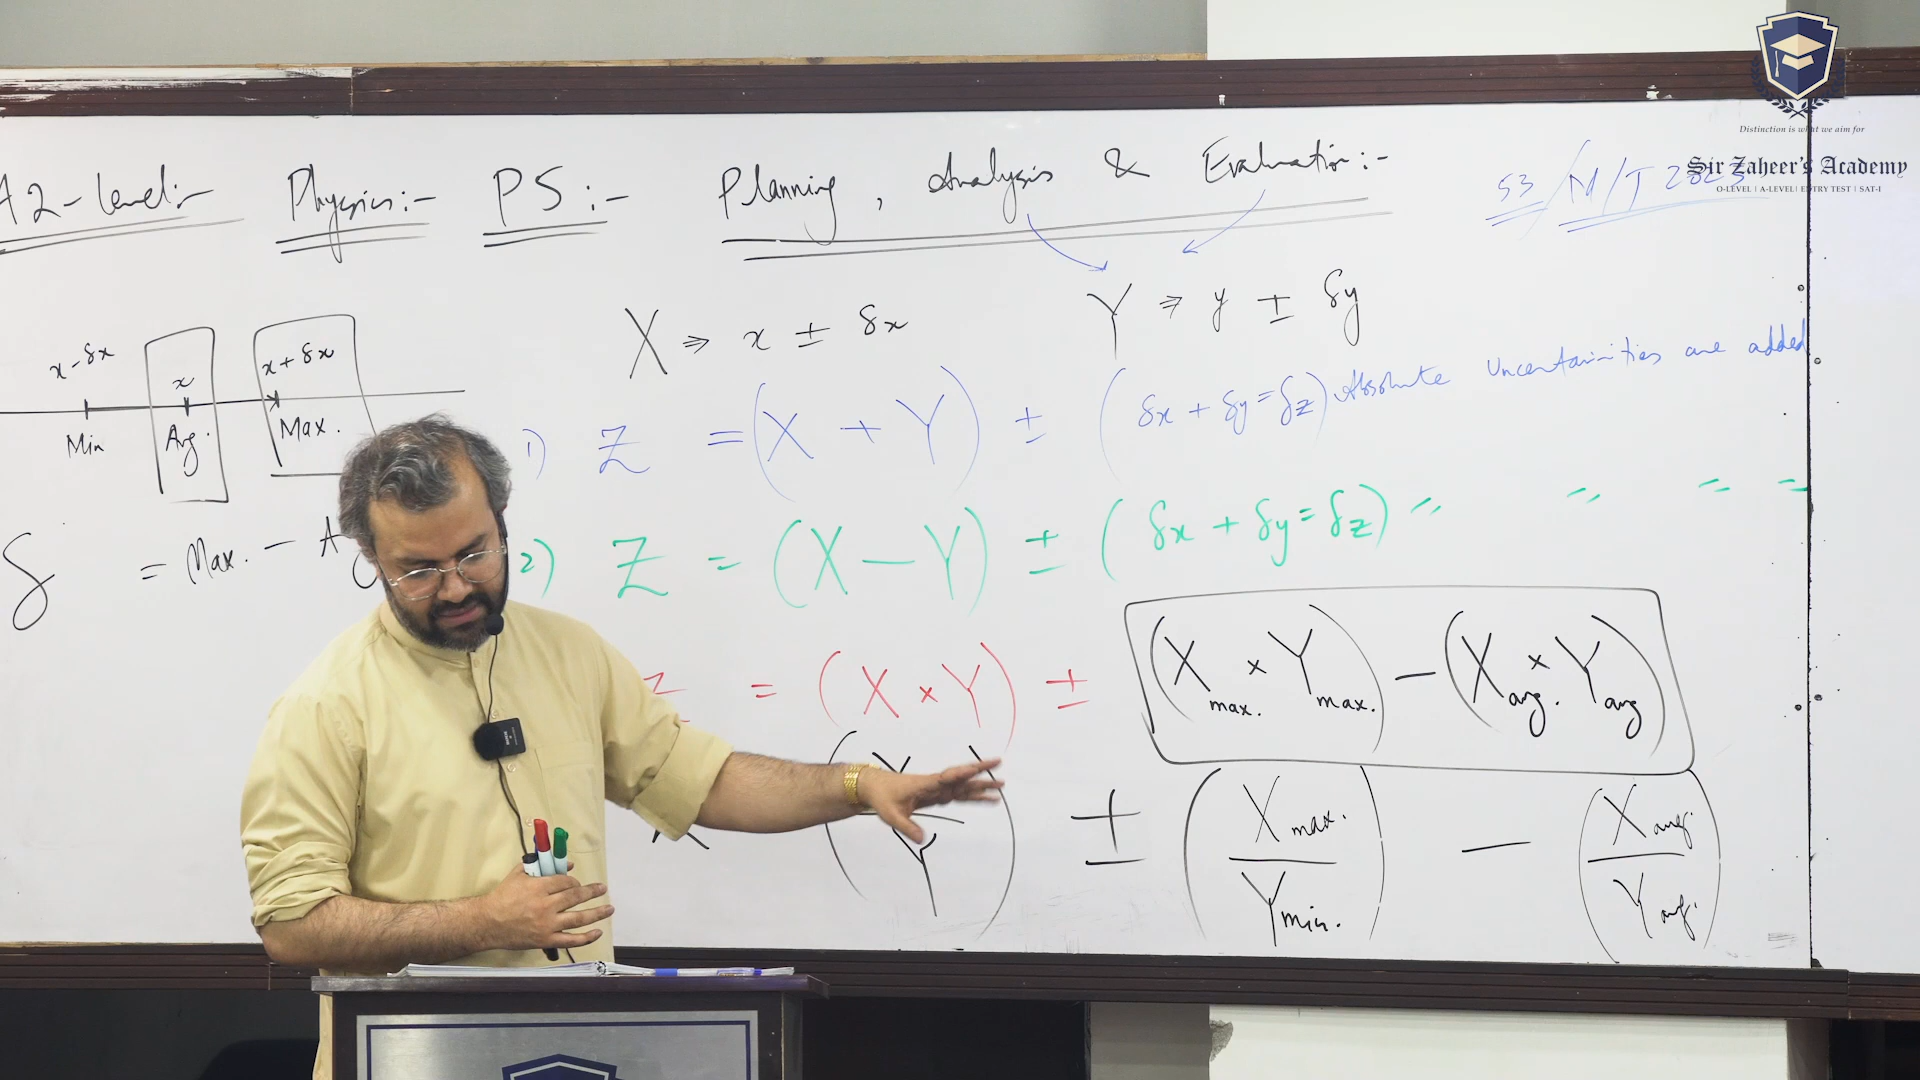 Distinction is what we aim for
Sir Zaheer's Academy
O-LEVEL | A-LEVEL | ENTRY TEST | SAT-I
A2-Level:- Physics:- P5:- Planning, Analysis & Evaluation:-
53 / M/J 2023
X ⇒ x ± δx
Y ⇒ y ± δy
x-δx x x+δx
Min Avg. Max.
δ = Max. - A
1) Z = (X + Y) ± (δx + δy = δz) Absolute Uncertainities are added
2) Z = (X - Y) ± (δx + δy = δz) " " " "
Z = (X × Y) ± (Xmax. × Ymax.) - (Xavg. × Yavg)
(X / Y) ± (Xmax. / Ymin.) - (Xavg. / Yavg.)